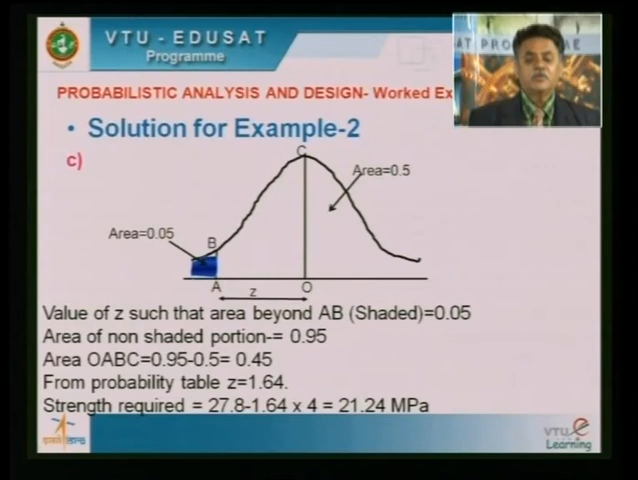 VTU - EDUSAT
Programme
AT PRO ME
PROBABILISTIC ANALYSIS AND DESIGN- Worked Ex
• Solution for Example-2
c)
C
Area=0.5
Area=0.05
B
A
z
O
Value of z such that area beyond AB (Shaded)=0.05
Area of non shaded portion-= 0.95
Area OABC=0.95-0.5= 0.45
From probability table z=1.64.
Strength required = 27.8-1.64 x 4 = 21.24 MPa
VTU e
Learning